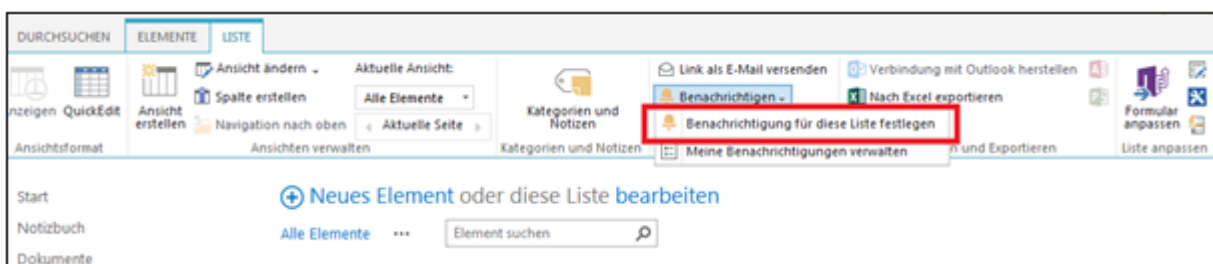 DURCHSUCHEN ELEMENTE LISTE
Ansicht ändern Aktuelle Ansicht: Link als E-Mail versenden Verbindung mit Outlook herstellen
nzeigen QuickEdit Ansicht erstellen Spalte erstellen Alle Elemente Kategorien und Notizen Benachrichtigen Nach Excel exportieren Formular anpassen
Navigation nach oben Aktuelle Seite Benachrichtigung für diese Liste festlegen
Ansichtsformat Ansichten verwalten Kategorien und Notizen Meine Benachrichtigungen verwalten und Exportieren Liste anpassen
Start Neues Element oder diese Liste bearbeiten
Notizbuch Alle Elemente ... Element suchen
Dokumente